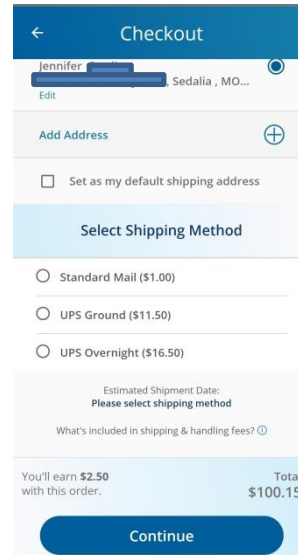 Checkout
Jennifer
, Sedalia , MO...
Edit
Add Address
Set as my default shipping address
Select Shipping Method
Standard Mail ($1.00)
UPS Ground ($11.50)
UPS Overnight ($16.50)
Estimated Shipment Date:
Please select shipping method
What's included in shipping & handling fees?
You'll earn $2.50
with this order.
Total
$100.15
Continue